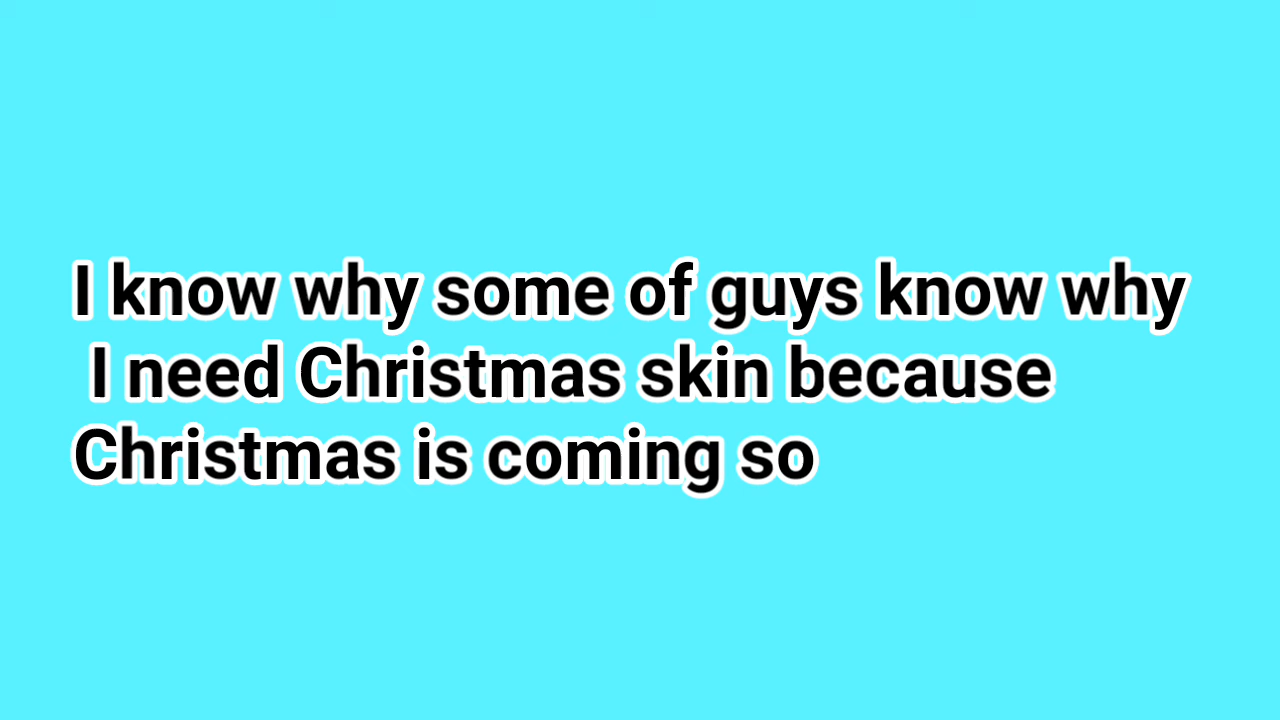 I know why some of guys know why
I need Christmas skin because
Christmas is coming so